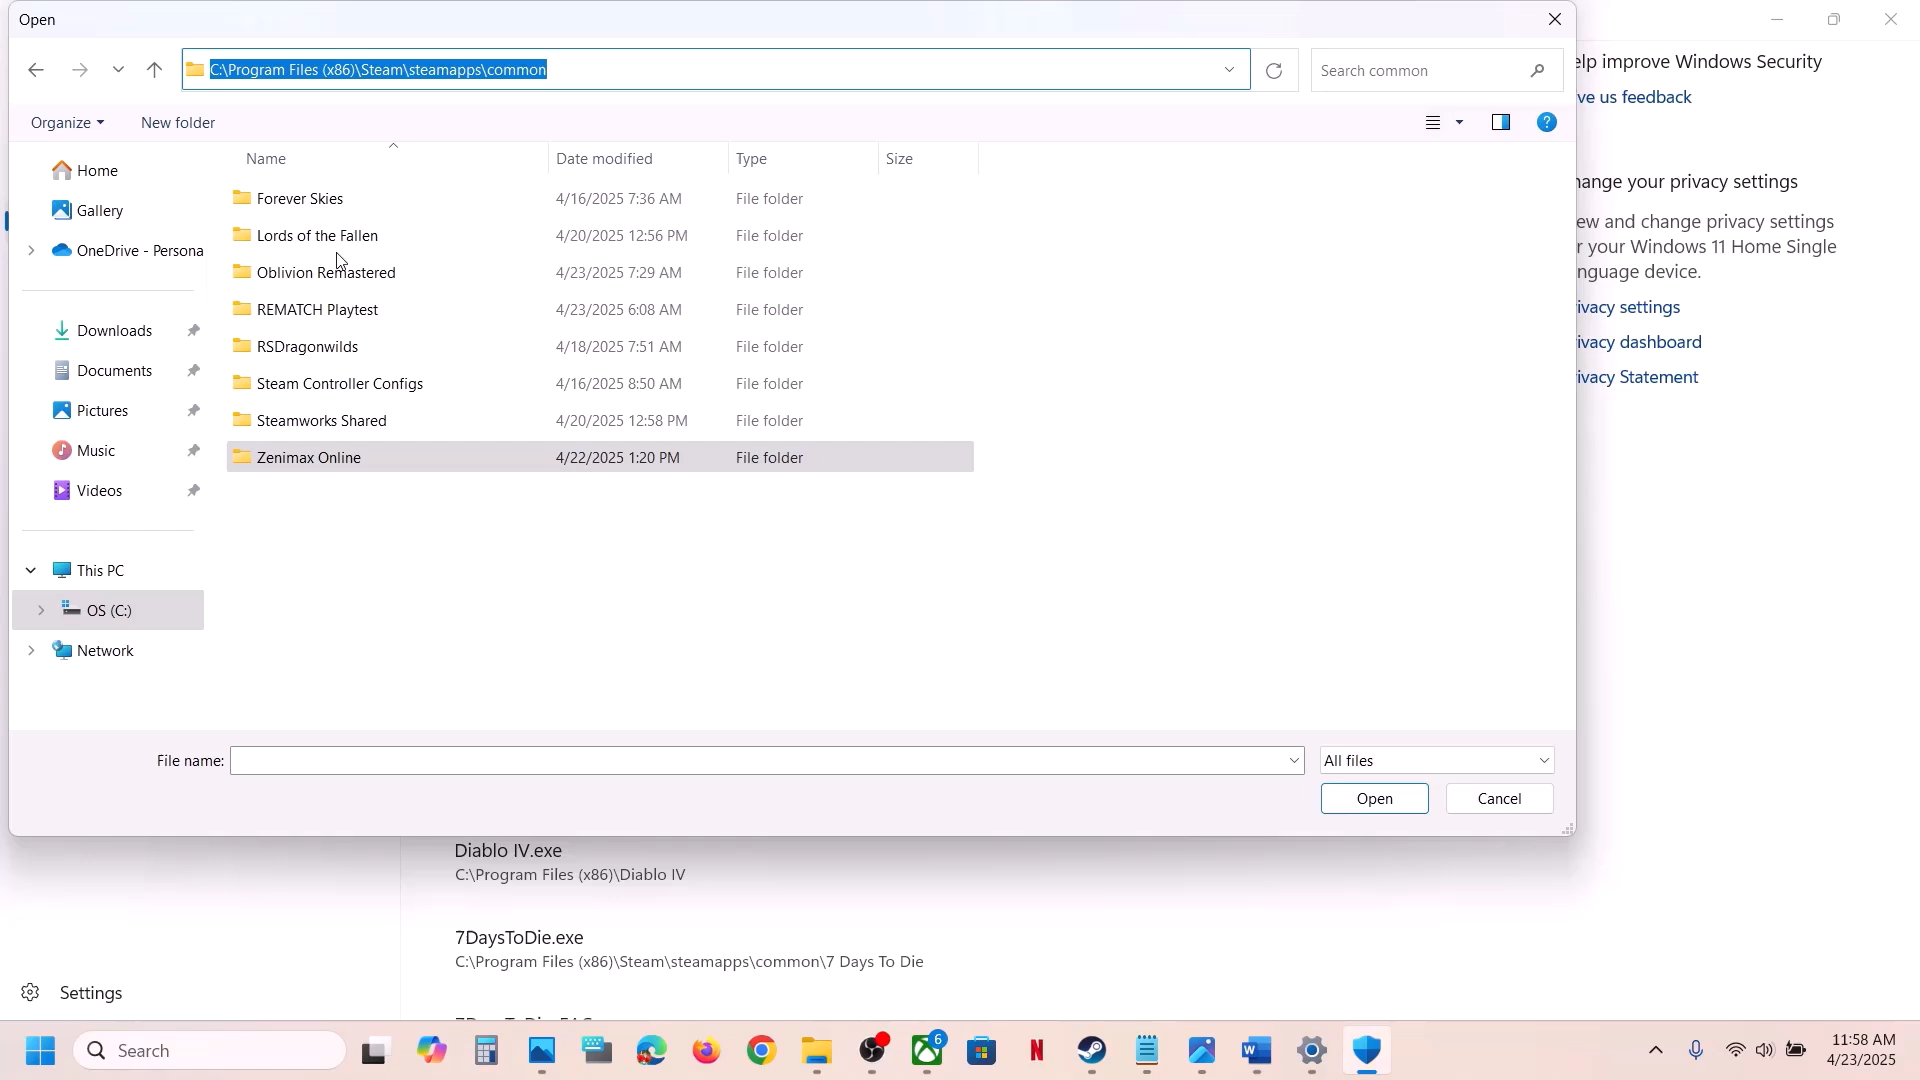 Open
C:\Program Files (x86)\Steam\steamapps\common
Search common
Organize
New folder
Name
Date modified
Type
Size
Home
Gallery
OneDrive - Persona
Downloads
Documents
Pictures
Music
Videos
This PC
OS (C:)
Network
Forever Skies 4/16/2025 7:36 AM File folder
Lords of the Fallen 4/20/2025 12:56 PM File folder
Oblivion Remastered 4/23/2025 7:29 AM File folder
REMATCH Playtest 4/23/2025 6:08 AM File folder
RSDragonwilds 4/18/2025 7:51 AM File folder
Steam Controller Configs 4/16/2025 8:50 AM File folder
Steamworks Shared 4/20/2025 12:58 PM File folder
Zenimax Online 4/22/2025 1:20 PM File folder
File name:
All files
Open
Cancel
elp improve Windows Security
ve us feedback
hange your privacy settings
ew and change privacy settings
r your Windows 11 Home Single
nguage device.
ivacy settings
ivacy dashboard
ivacy Statement
Diablo IV.exe
C:\Program Files (x86)\Diablo IV
7DaysToDie.exe
C:\Program Files (x86)\Steam\steamapps\common\7 Days To Die
Settings
Search
6
11:58 AM
4/23/2025